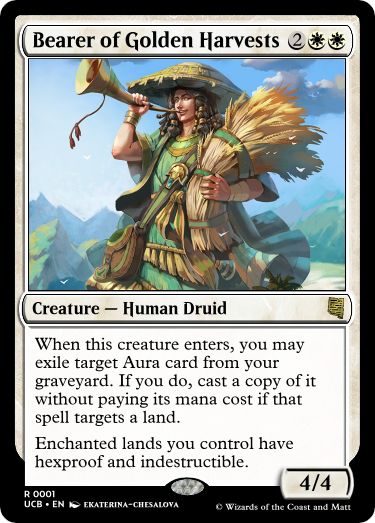 Bearer of Golden Harvests 2
Creature — Human Druid
When this creature enters, you may
exile target Aura card from your
graveyard. If you do, cast a copy of it
without paying its mana cost if that
spell targets a land.
Enchanted lands you control have
hexproof and indestructible.
4/4
R 0001
UCB • EN EKATERINA-CHESALOVA
© Wizards of the Coast and Matt